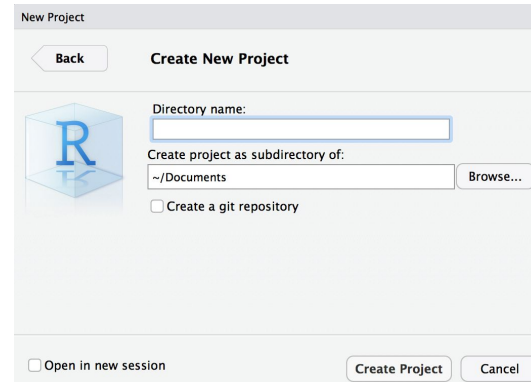 New Project
Back
Create New Project
R
Directory name:
Create project as subdirectory of:
~/Documents
Browse...
Create a git repository
Open in new session
Create Project
Cancel